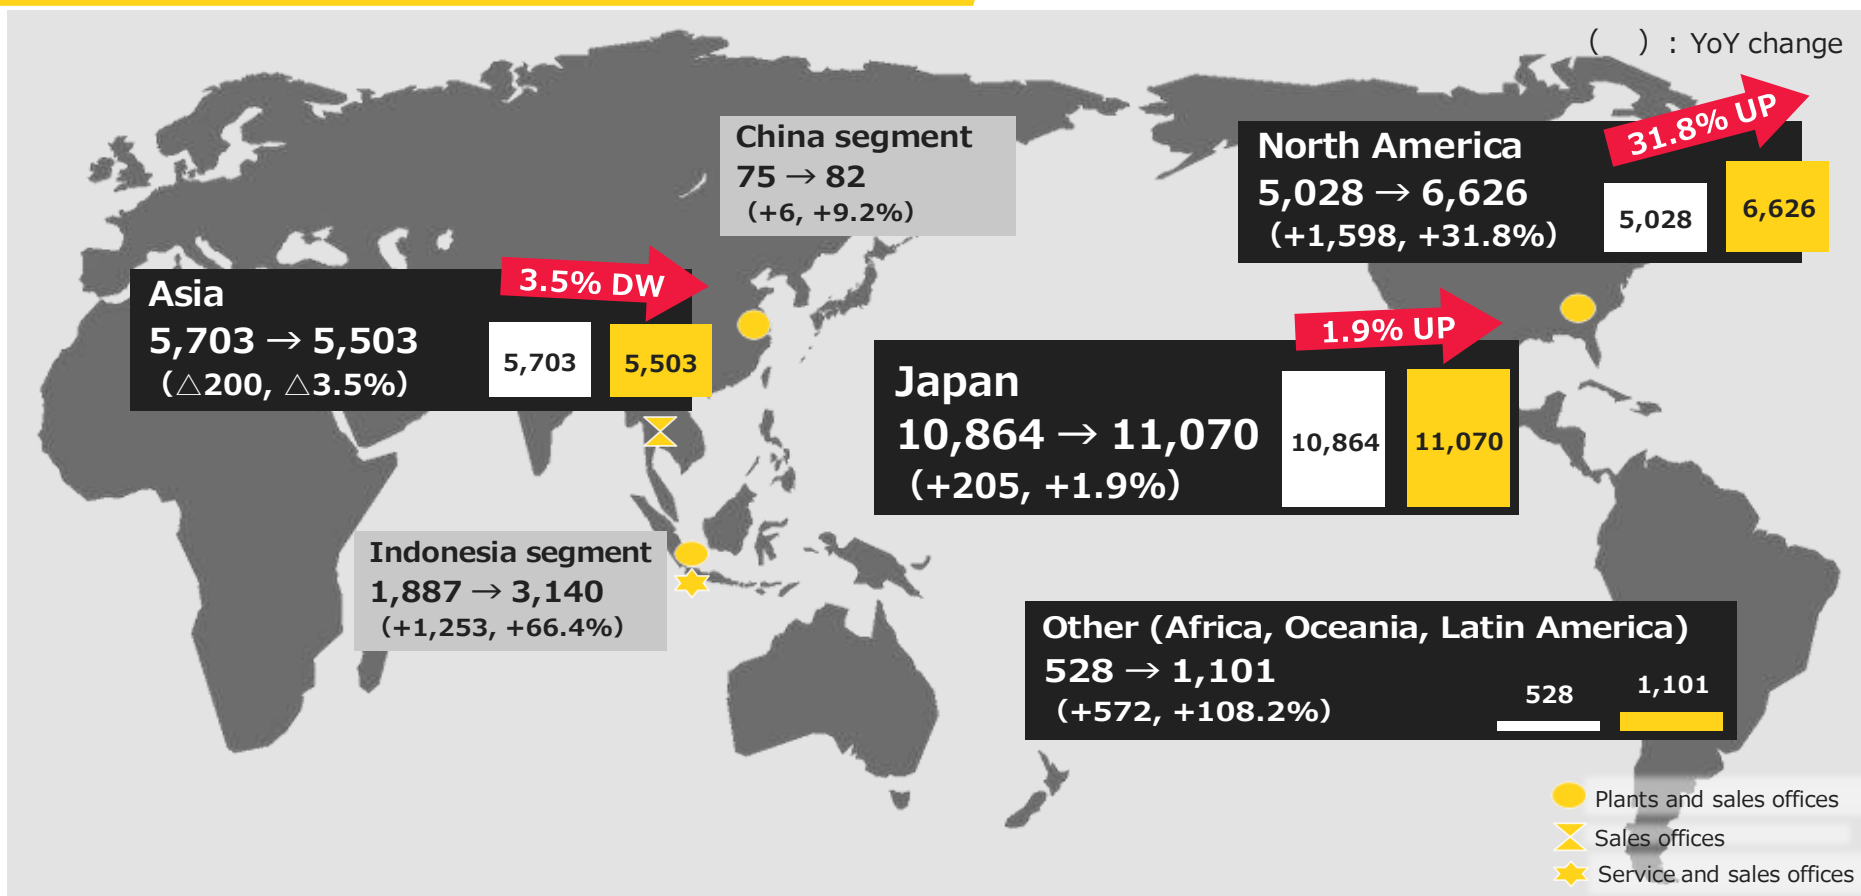 （　）: YoY change
China segment
75 → 82
（+6, +9.2%）
North America
5,028 → 6,626
（+1,598, +31.8%）
31.8% UP
5,028
6,626
Asia
5,703 → 5,503
（△200, △3.5%）
3.5% DW
5,703
5,503
Japan
10,864 → 11,070
（+205, +1.9%）
1.9% UP
10,864
11,070
Indonesia segment
1,887 → 3,140
（+1,253, +66.4%）
Other (Africa, Oceania, Latin America)
528 → 1,101
（+572, +108.2%）
528
1,101
Plants and sales offices
Sales offices
Service and sales offices